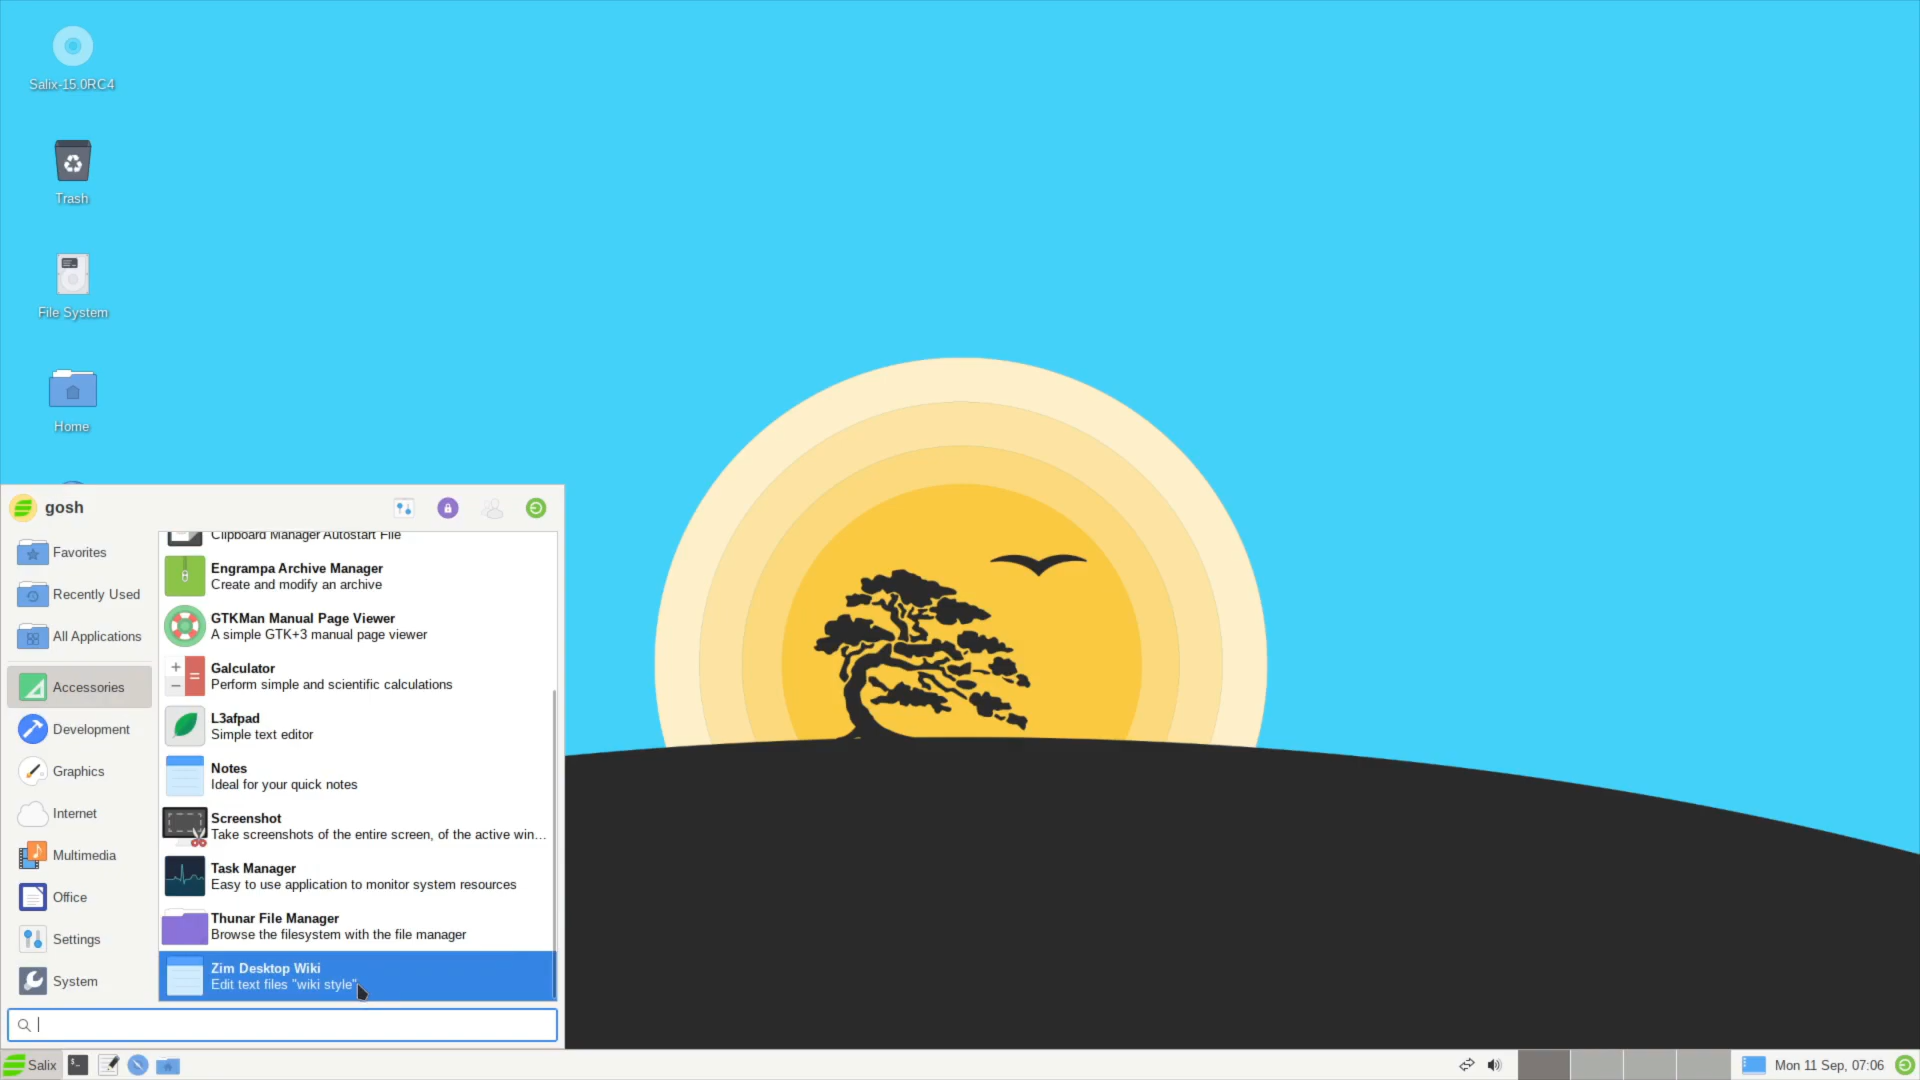 Salix-15.0RC4
Trash
File System
Home
gosh
Favorites
Recently Used
All Applications
Accessories
Development
Graphics
Internet
Multimedia
Office
Settings
System
Clipboard Manager Autostart File
Engrampa Archive Manager
Create and modify an archive
GTKMan Manual Page Viewer
A simple GTK+3 manual page viewer
Galculator
Perform simple and scientific calculations
L3afpad
Simple text editor
Notes
Ideal for your quick notes
Screenshot
Take screenshots of the entire screen, of the active win...
Task Manager
Easy to use application to monitor system resources
Thunar File Manager
Browse the filesystem with the file manager
Zim Desktop Wiki
Edit text files "wiki style"
Salix
Mon 11 Sep, 07:06